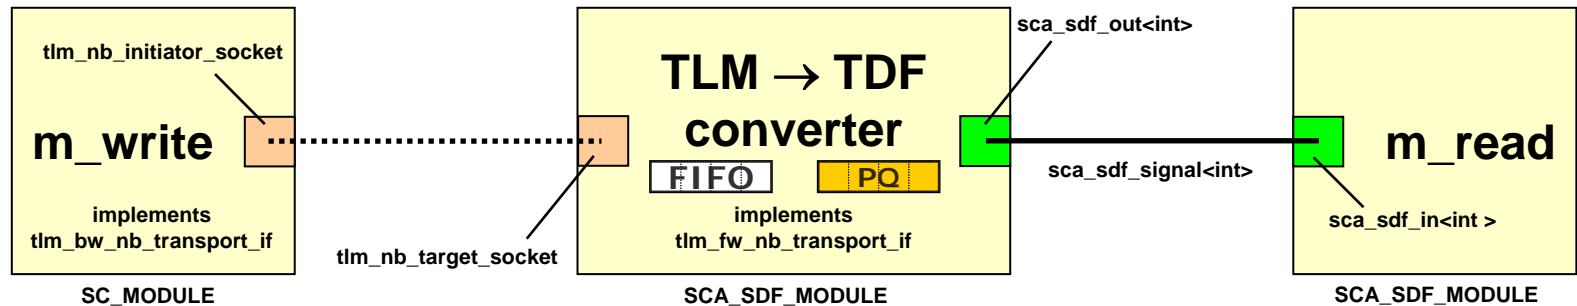 tlm_nb_initiator_socket
m_write
implements
tlm_bw_nb_transport_if
SC_MODULE
tlm_nb_target_socket
TLM → TDF
converter
FIFO
PQ
implements
tlm_fw_nb_transport_if
SCA_SDF_MODULE
sca_sdf_out<int>
sca_sdf_signal<int>
m_read
sca_sdf_in<int >
SCA_SDF_MODULE